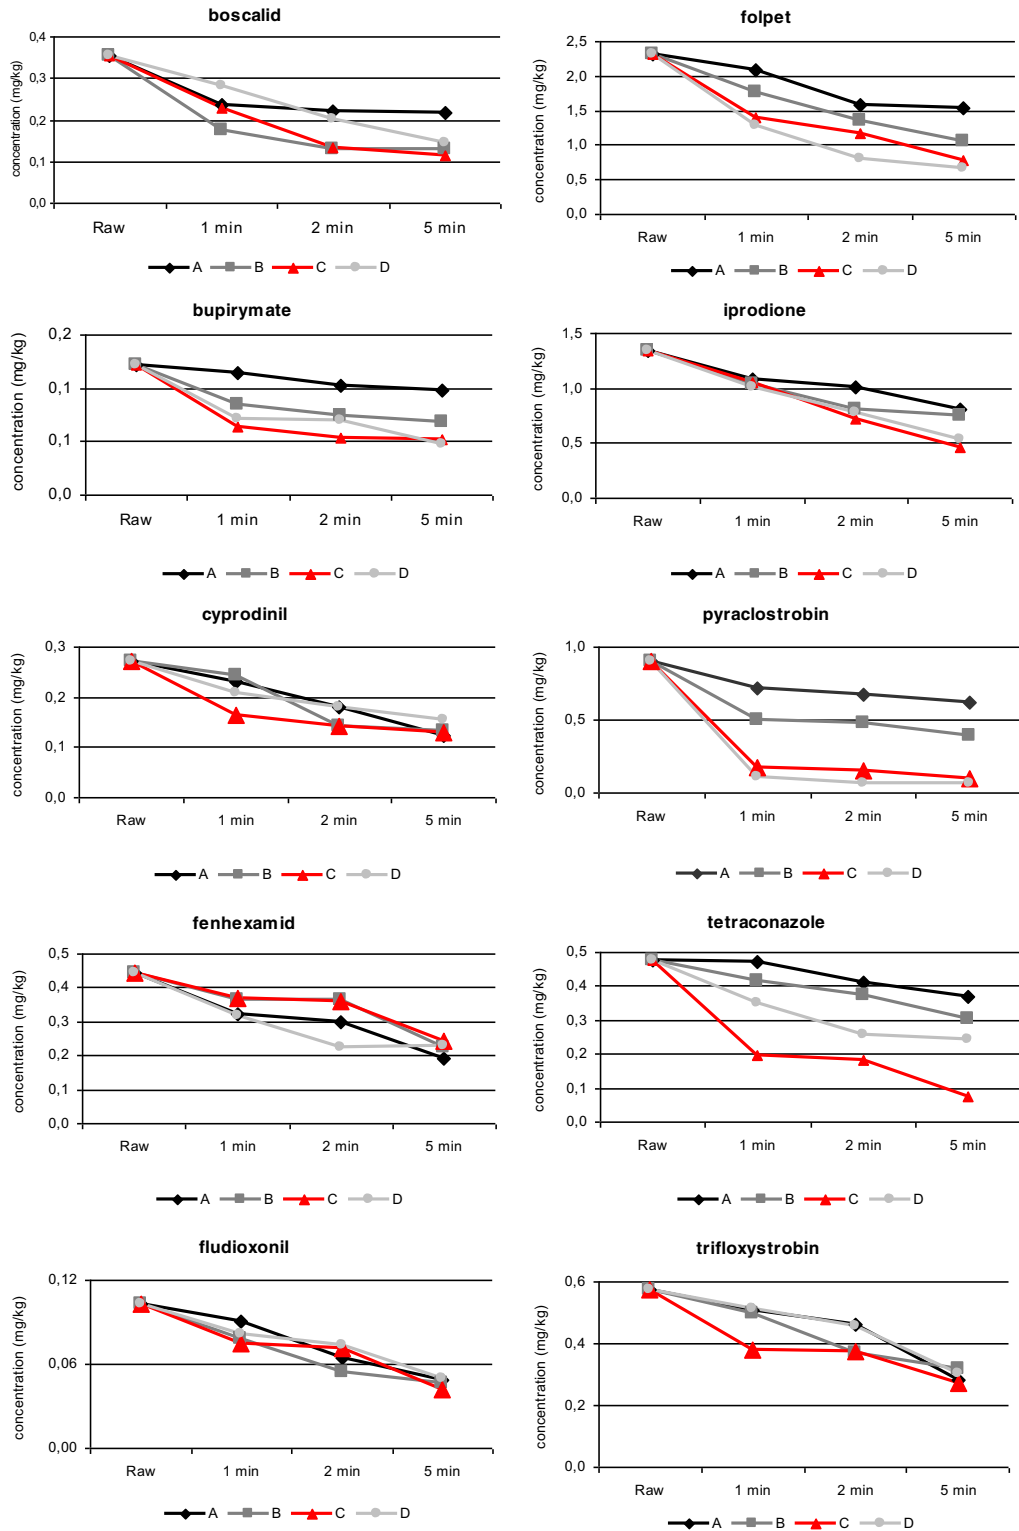 boscalid
concentration (mg/kg)
0,4
0,3
0,2
0,1
0,0
Raw 1 min 2 min 5 min
A B C D
folpet
concentration (mg/kg)
2,5
2,0
1,5
1,0
0,5
0,0
Raw 1 min 2 min 5 min
A B C D
bupirymate
concentration (mg/kg)
0,2
0,1
0,1
0,0
Raw 1 min 2 min 5 min
A B C D
iprodione
concentration (mg/kg)
1,5
1,0
0,5
0,0
Raw 1 min 2 min 5 min
A B C D
cyprodinil
concentration (mg/kg)
0,3
0,2
0,1
0,0
Raw 1 min 2 min 5 min
A B C D
pyraclostrobin
concentration (mg/kg)
1,0
0,5
0,0
Raw 1 min 2 min 5 min
A B C D
fenhexamid
concentration (mg/kg)
0,5
0,4
0,3
0,2
0,1
0,0
Raw 1 min 2 min 5 min
A B C D
tetraconazole
concentration (mg/kg)
0,5
0,4
0,3
0,2
0,1
0,0
Raw 1 min 2 min 5 min
A B C D
fludioxonil
concentration (mg/kg)
0,12
0,06
0,00
Raw 1 min 2 min 5 min
A B C D
trifloxystrobin
concentration (mg/kg)
0,6
0,4
0,2
0,0
Raw 1 min 2 min 5 min
A B C D